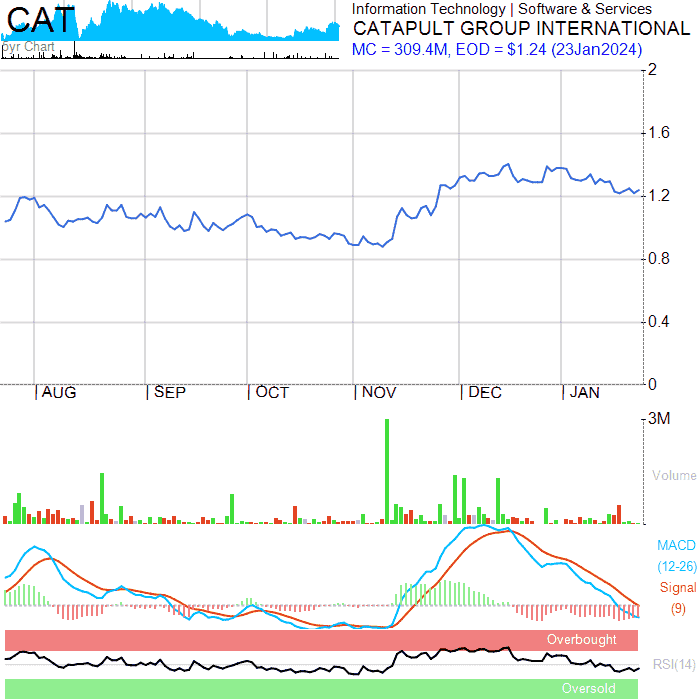 CAT
Information Technology | Software & Services
CATAPULT GROUP INTERNATIONAL
MC = 309.4M, EOD = $1.24 (23Jan2024)
yr Chart
2
1.6
1.2
0.8
0.4
0
AUG SEP OCT NOV DEC JAN
3M
Volume
MACD
(12-26)
Signal
(9)
Overbought
RSI(14)
Oversold